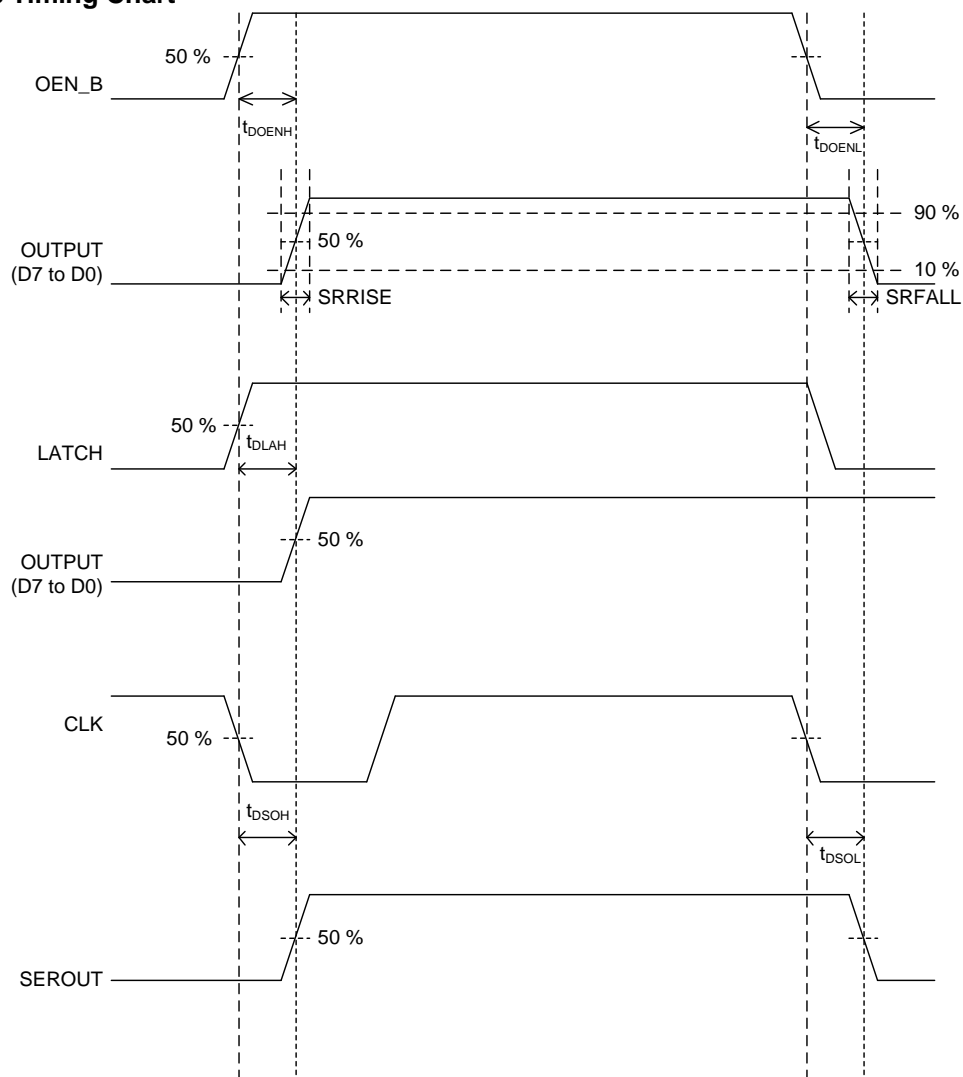 Timing Chart
50 %
OEN_B
tDOENH
tDOENL
90 %
50 %
OUTPUT
(D7 to D0)
10 %
SRRISE
SRFALL
50 %
tDLAH
LATCH
50 %
OUTPUT
(D7 to D0)
CLK
50 %
tDSOH
tDSOL
50 %
SEROUT